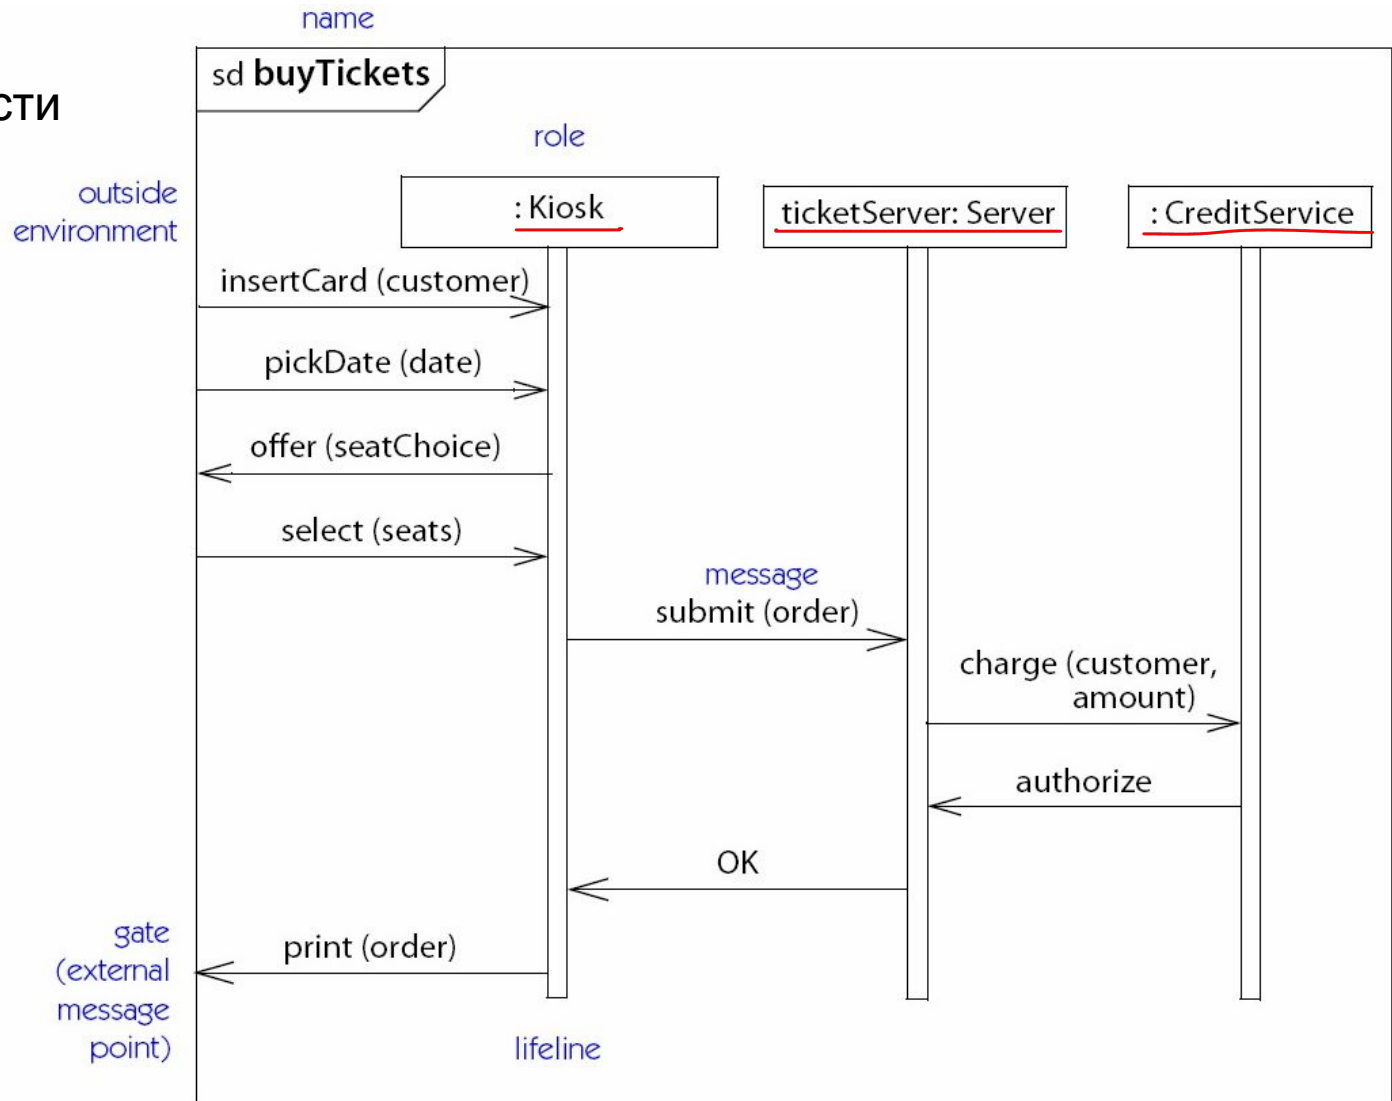 name
sd buyTickets
сти
role
outside
environment
: Kiosk
ticketServer: Server
: CreditService
insertCard (customer)
pickDate (date)
offer (seatChoice)
select (seats)
message
submit (order)
charge (customer,
amount)
authorize
OK
gate
(external
message
point)
print (order)
lifeline